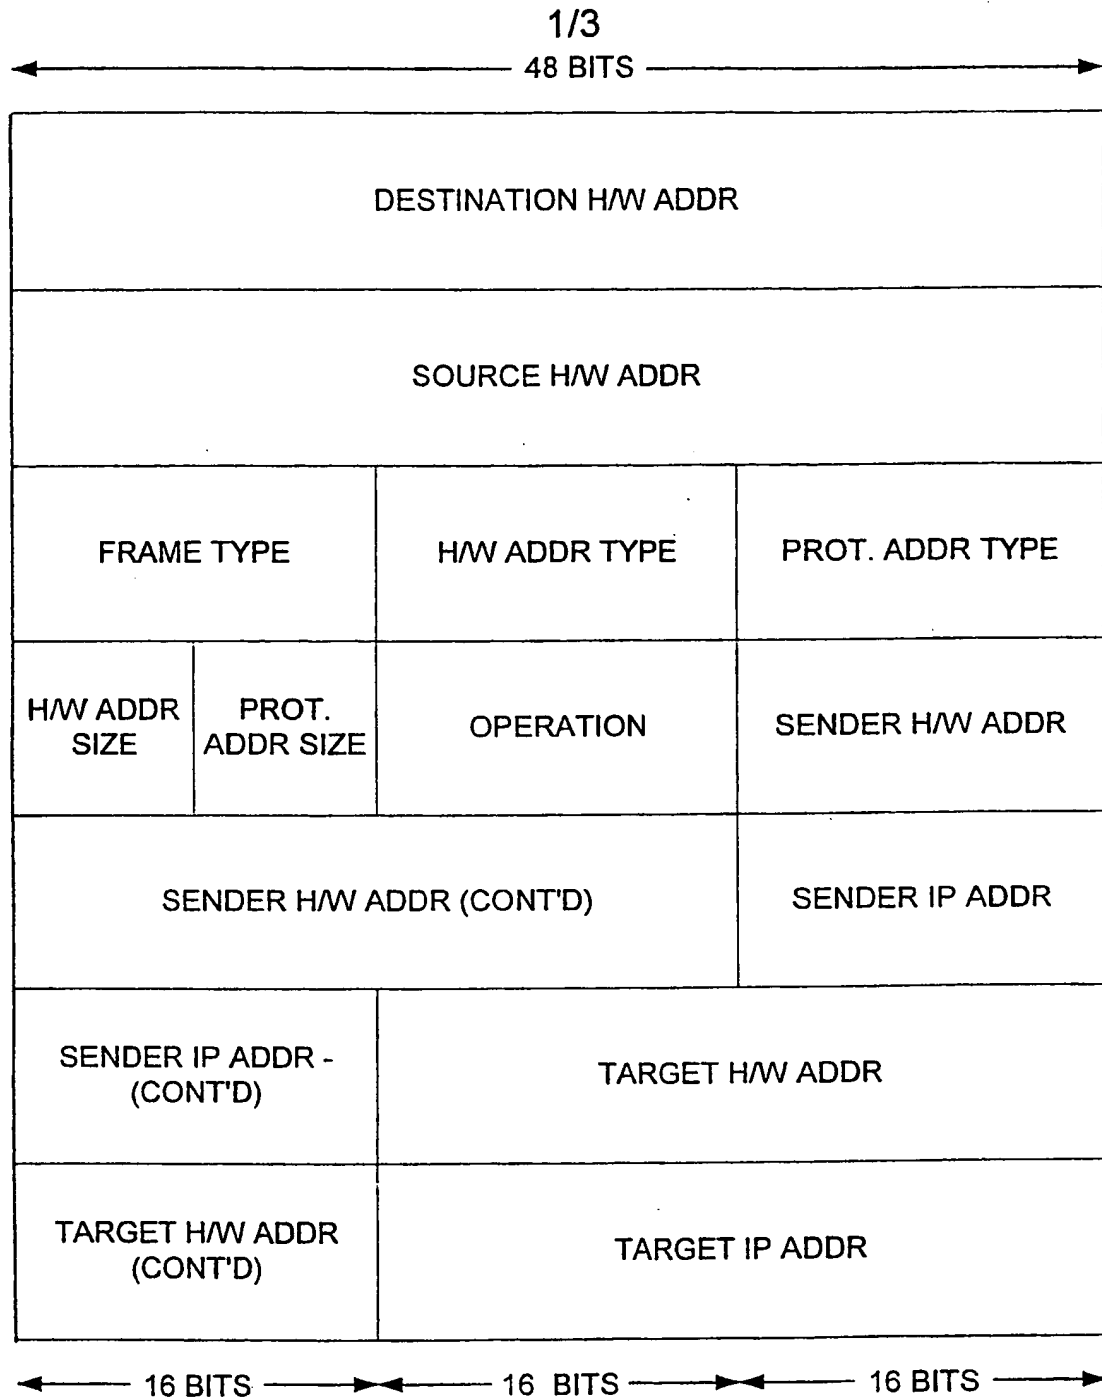 1/3
48 BITS
DESTINATION H/W ADDR
SOURCE H/W ADDR
FRAME TYPE
H/W ADDR TYPE
PROT. ADDR TYPE
H/W ADDR
SIZE
PROT.
ADDR SIZE
OPERATION
SENDER H/W ADDR
SENDER H/W ADDR (CONT'D)
SENDER IP ADDR
SENDER IP ADDR -
(CONT'D)
TARGET H/W ADDR
TARGET H/W ADDR
(CONT'D)
TARGET IP ADDR
16 BITS
16 BITS
16 BITS